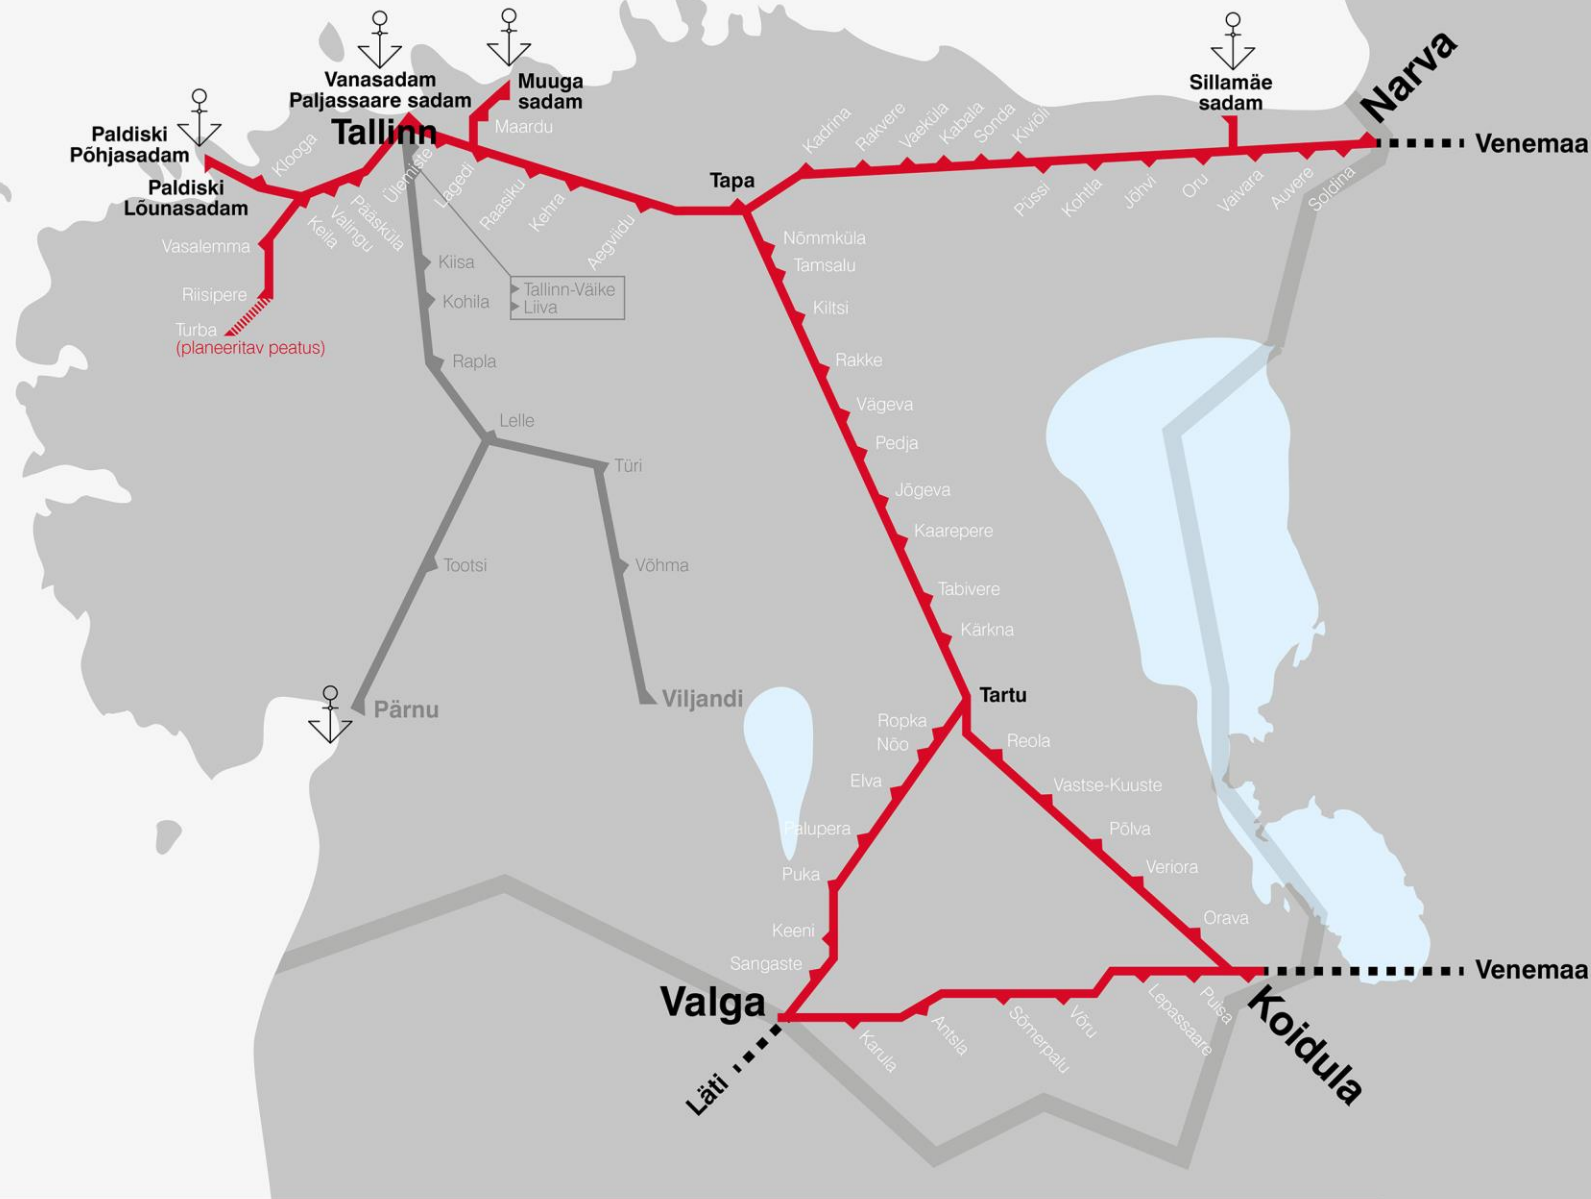 Vanasadam
Paljassaare sadam
Tallinn
Muuga
sadam
Maardu
Paldiski
Põhjasadam
Paldiski
Lõunasadam
Klooga
Keila
Valingu
Pääsküla
Ülemiste
Lagedi
Raasiku
Kehra
Aegviidu
Tapa
Kadrina
Rakvere
Vaeküla
Kabala
Sonda
Kiviõli
Püssi
Kohtla
Jõhvi
Oru
Vaivara
Auvere
Soldina
Sillamäe
sadam
Narva
Venemaa
Vasalemma
Riisipere
Turba
(planeeritav peatus)
Kiisa
Kohila
Tallinn-Väike
Liiva
Rapla
Lelle
Türi
Tootsi
Võhma
Pärnu
Viljandi
Nõmmküla
Tamsalu
Kiltsi
Rakke
Vägeva
Pedja
Jõgeva
Kaarepere
Tabivere
Kärkna
Tartu
Ropka
Nõo
Elva
Palupera
Puka
Keeni
Sangaste
Valga
Läti
Reola
Vastse-Kuuste
Põlva
Veriora
Orava
Venemaa
Koidula
Karula
Antsla
Sõmerpalu
Võru
Lepassaare
Pulsa